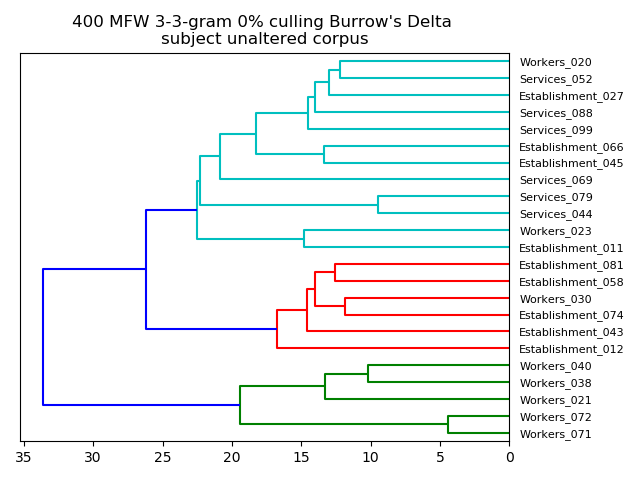 400 MFW 3-3-gram 0% culling Burrow's Delta
subject unaltered corpus
Workers_020
Services_052
Establishment_027
Services_088
Services_099
Establishment_066
Establishment_045
Services_069
Services_079
Services_044
Workers_023
Establishment_011
Establishment_081
Establishment_058
Workers_030
Establishment_074
Establishment_043
Establishment_012
Workers_040
Workers_038
Workers_021
Workers_072
Workers_071
35 30 25 20 15 10 5 0